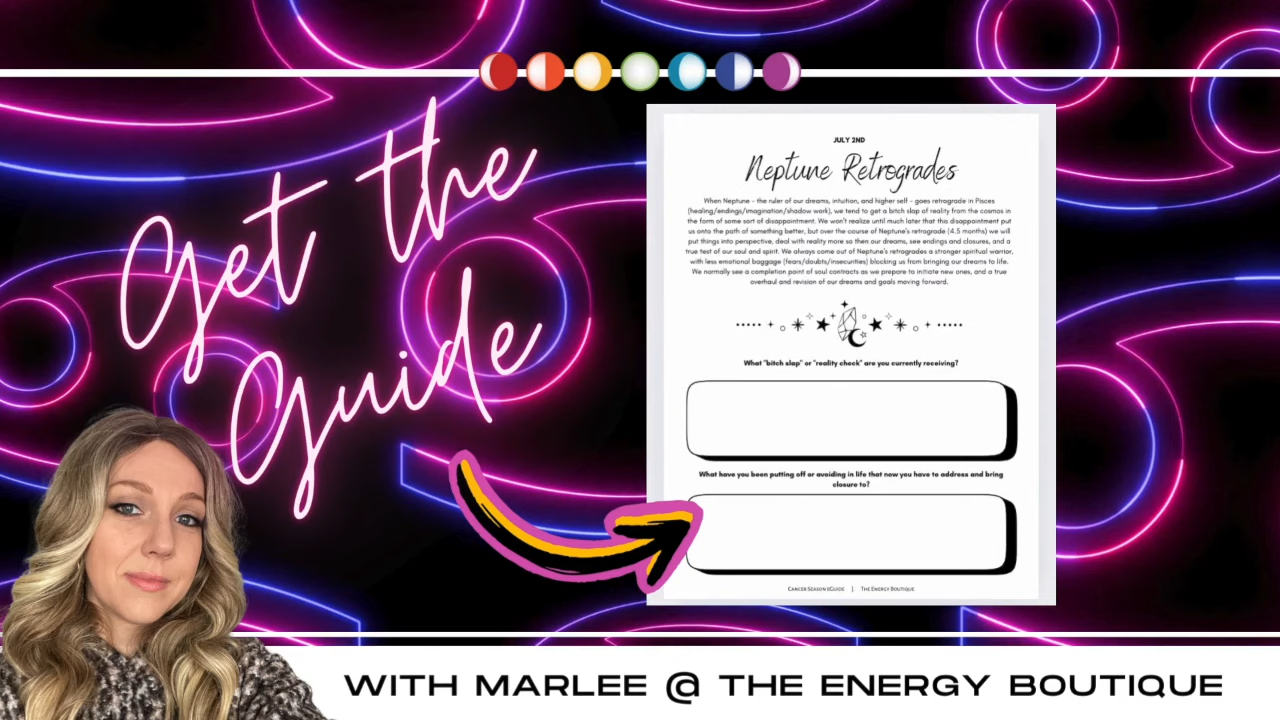 Get the
Guide
JULY 2ND
Neptune Retrogrades
When Neptune - the ruler of our dreams, intuition, and higher self - goes retrograde in Pisces
(healing/endings/imagination/shadow work), we tend to get a bitch slap of reality from the cosmos in
the form of some sort of disappointment. We won't realize until much later that this disappointment put
us onto the path of something better, but over the course of Neptune's retrograde (4.5 months) we will
put things into perspective, deal with reality more so then our dreams, see endings and closures, and a
true test of our soul and spirit. We always come out of Neptune's retrogrades a stronger spiritual warrior,
with less emotional baggage (fears/doubts/insecurities) blocking us from bringing our dreams to life.
We normally see a completion point of soul contracts as we prepare to initiate new ones, and a true
overhaul and revision of our dreams and goals moving forward.
What "bitch slap" or "reality check" are you currently receiving?
What have you been putting off or avoiding in life that now you have to address and bring
closure to?
CANCER SEASON EGUIDE | THE ENERGY BOUTIQUE
WITH MARLEE @ THE ENERGY BOUTIQUE